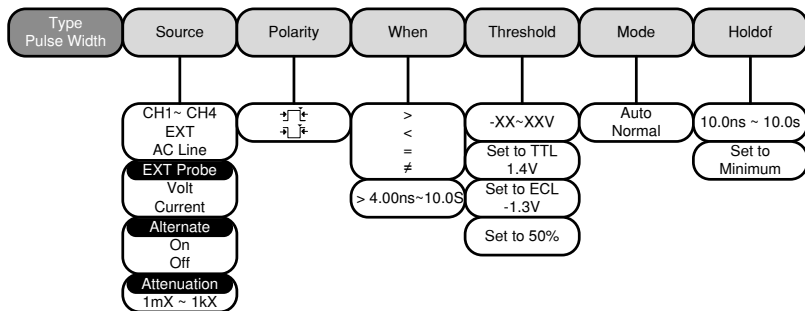 Type
Pulse Width
Source
Polarity
When
Threshold
Mode
Holdof
CH1~ CH4
EXT
AC Line
EXT Probe
Volt
Current
Alternate
On
Off
Attenuation
1mX ~ 1kX
>
<
=
≠
> 4.00ns~10.0S
-XX~XXV
Set to TTL
1.4V
Set to ECL
-1.3V
Set to 50%
Auto
Normal
10.0ns ~ 10.0s
Set to
Minimum